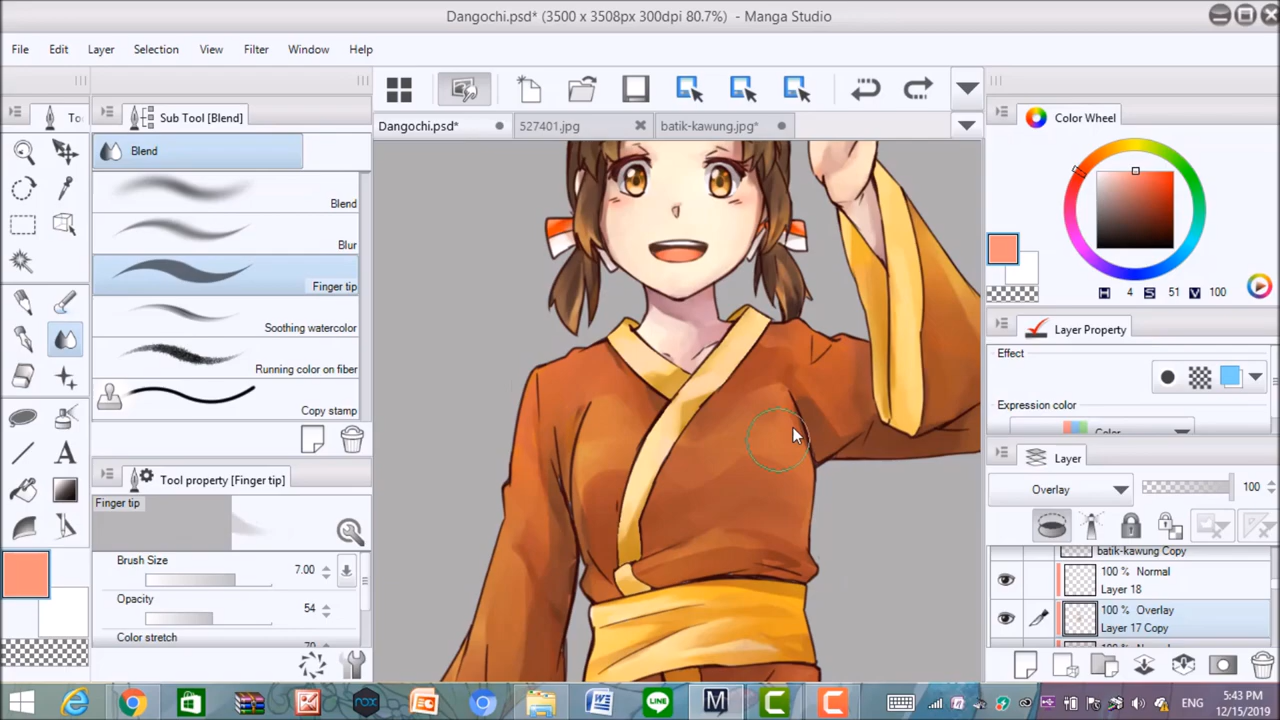 Dangochi.psd* (3500 x 3508px 300dpi 80.7%) - Manga Studio
File Edit Layer Selection View Filter Window Help
To
Sub Tool [Blend]
Blend
Blend
Blur
Finger tip
Soothing watercolor
Running color on fiber
Copy stamp
Tool property [Finger tip]
Finger tip
Brush Size 7.00
Opacity 54
Color stretch 70
Dangochi.psd* 527401.jpg batik-kawung.jpg*
Color Wheel
H 4 S 51 V 100
Layer Property
Effect
Expression color
Color
Layer
Overlay 100
batik-kawung Copy
100 % Normal
Layer 18
100 % Overlay
Layer 17 Copy
LINE
ENG
5:43 PM
12/15/2019